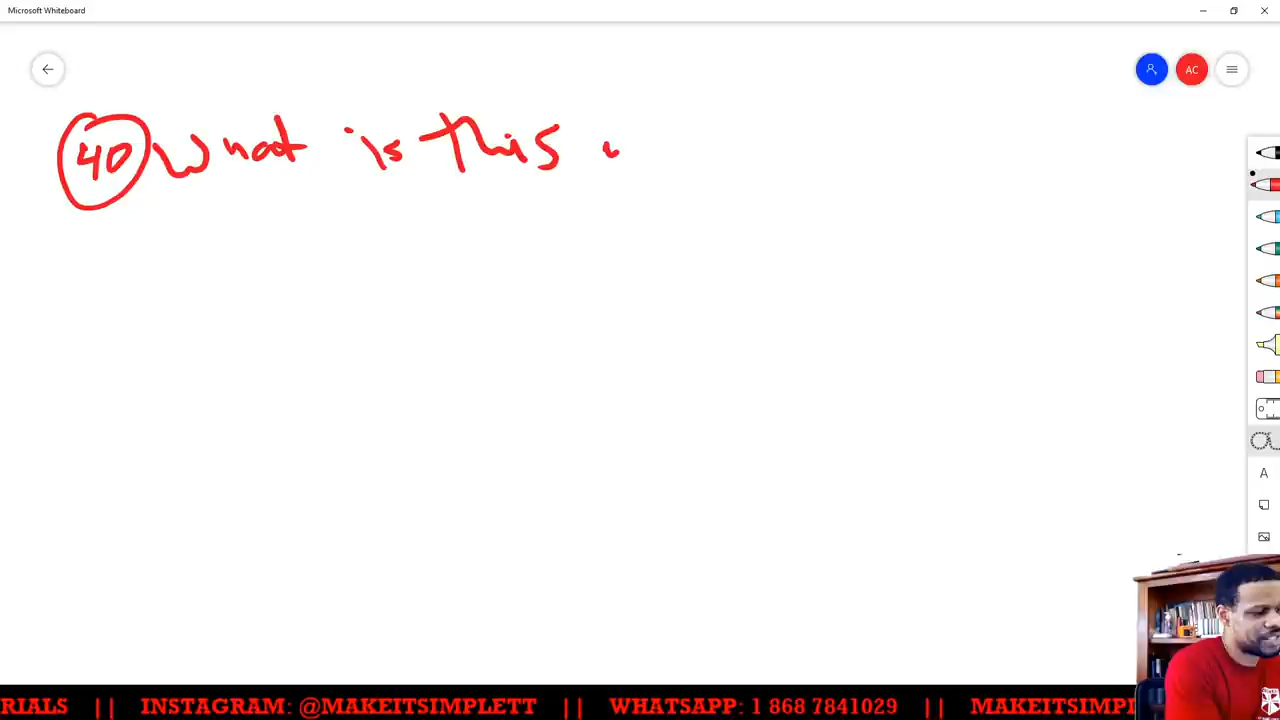 Microsoft Whiteboard
AC
40 What is this
A
RIALS || INSTAGRAM: @MAKEITSIMPLETT || WHATSAPP: 1 868 7841029 || MAKEITSIMPL